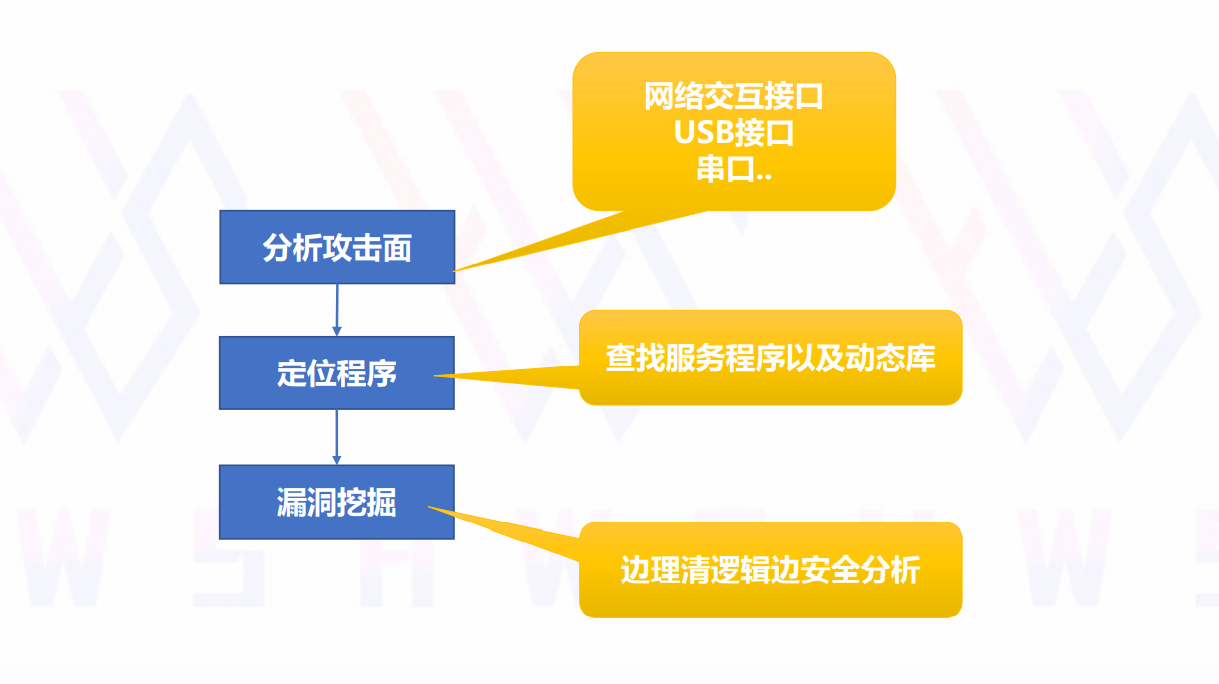 网络交互接口
USB接口
串口..
分析攻击面
定位程序
查找服务程序以及动态库
漏洞挖掘
边理清逻辑边安全分析